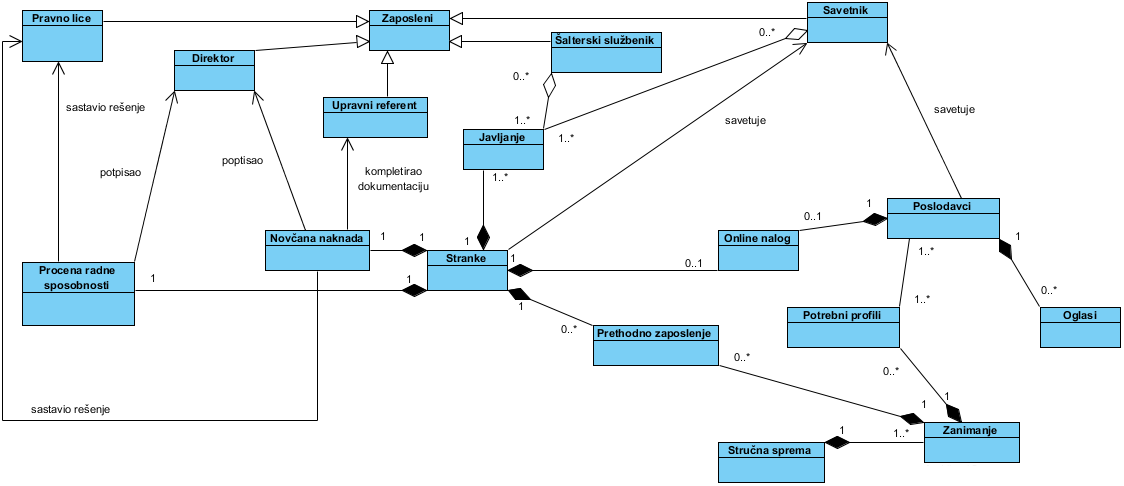 Pravno lice
Zaposleni
Savetnik
0..*
Šalterski službenik
Direktor
0..*
sastavio rešenje
Upravni referent
savetuje
1..*
savetuje
Javljanje
1..*
poptisao
potpisao
kompletirao
dokumentaciju
1..*
1
Poslodavci
0..1
Novčana naknada
1
1
1
Online nalog
1
1..*
Stranke
1
0..1
Procena radne
sposobnosti
1
1
0..*
1..*
1
Potrebni profili
Oglasi
0..*
Prethodno zaposlenje
0..*
0..*
1
1
sastavio rešenje
1
1..*
Zanimanje
Stručna sprema